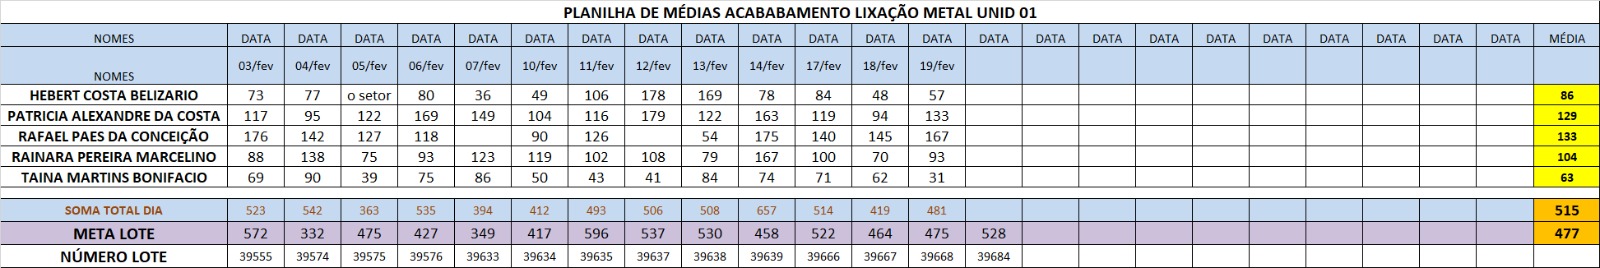 PLANILHA DE MÉDIAS ACABABAMENTO LIXAÇÃO METAL UNID 01
NOMES DATA DATA DATA DATA DATA DATA DATA DATA DATA DATA DATA DATA DATA DATA DATA DATA DATA DATA DATA DATA DATA DATA DATA MÉDIA
NOMES 03/fev 04/fev 05/fev 06/fev 07/fev 10/fev 11/fev 12/fev 13/fev 14/fev 17/fev 18/fev 19/fev
HEBERT COSTA BELIZARIO 73 77 o setor 80 36 49 106 178 169 78 84 48 57 86
PATRICIA ALEXANDRE DA COSTA 117 95 122 169 149 104 116 179 122 163 119 94 133 129
RAFAEL PAES DA CONCEIÇÃO 176 142 127 118 90 126 54 175 140 145 167 133
RAINARA PEREIRA MARCELINO 88 138 75 93 123 119 102 108 79 167 100 70 93 104
TAINA MARTINS BONIFACIO 69 90 39 75 86 50 43 41 84 74 71 62 31 63
SOMA TOTAL DIA 523 542 363 535 394 412 493 506 508 657 514 419 481 515
META LOTE 572 332 475 427 349 417 596 537 530 458 522 464 475 528 477
NÚMERO LOTE 39555 39574 39575 39576 39633 39634 39635 39637 39638 39639 39666 39667 39668 39684